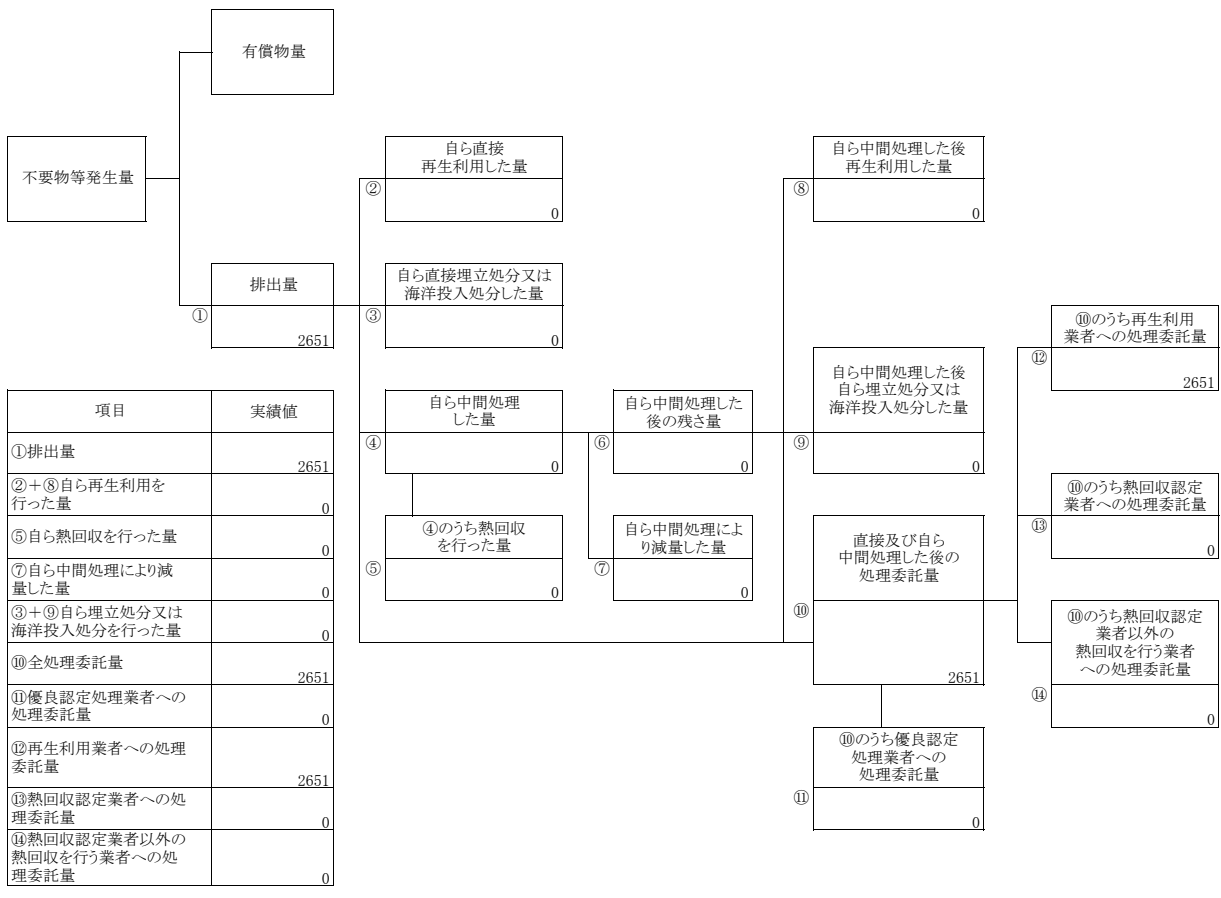 有償物量
不要物等発生量
自ら直接
再生利用した量
②
0
自ら中間処理した後
再生利用した量
⑧
0
排出量
①
2651
自ら直接埋立処分又は
海洋投入処分した量
③
0
⑩のうち再生利用
業者への処理委託量
⑫
2651
自ら中間処理
した量
④
0
自ら中間処理した
後の残さ量
⑥
0
自ら中間処理した後
自ら埋立処分又は
海洋投入処分した量
⑨
0
⑩のうち熱回収認定
業者への処理委託量
⑬
0
④のうち熱回収
を行った量
⑤
0
自ら中間処理によ
り減量した量
⑦
0
直接及び自ら
中間処理した後の
処理委託量
⑩
2651
⑩のうち熱回収認定
業者以外の
熱回収を行う業者
への処理委託量
⑭
0
⑩のうち優良認定
処理業者への
処理委託量
⑪
0
項目
実績値
①排出量
2651
②+⑧自ら再生利用を
行った量
0
⑤自ら熱回収を行った量
0
⑦自ら中間処理により減
量した量
0
③+⑨自ら埋立処分又は
海洋投入処分を行った量
0
⑩全処理委託量
2651
⑪優良認定処理業者への
処理委託量
0
⑫再生利用業者への処理
委託量
2651
⑬熱回収認定業者への処
理委託量
0
⑭熱回収認定業者以外の
熱回収を行う業者への処
理委託量
0